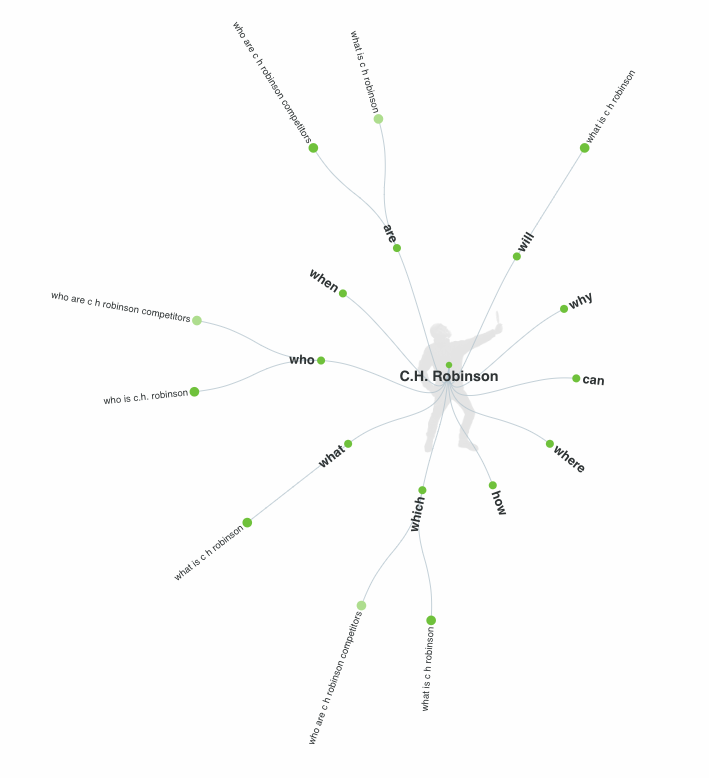 who are c h robinson competitors
what is c h robinson
are
what is c h robinson
will
when
why
who are c h robinson competitors
who
who is c.h. robinson
C.H. Robinson
can
what
what is c h robinson
where
how
which
who are c h robinson competitors
what is c h robinson